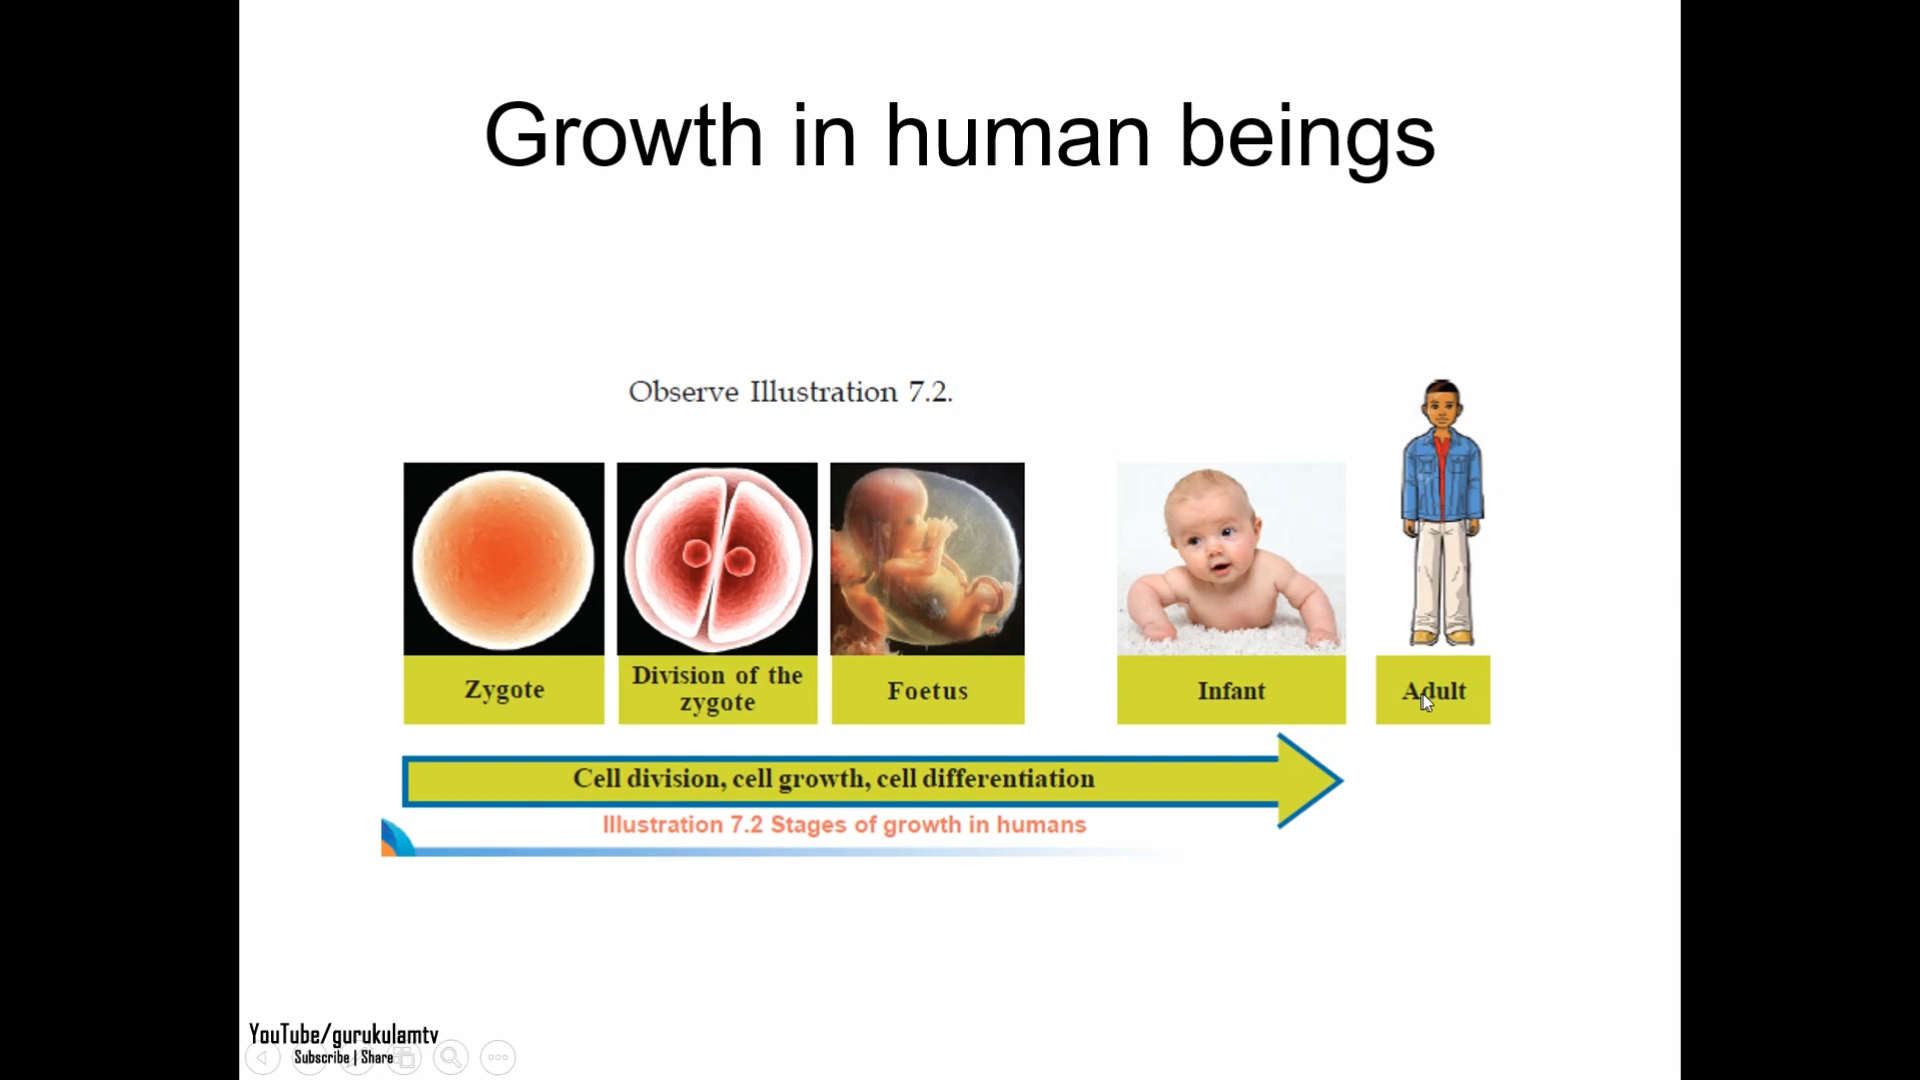 Growth in human beings
Observe Illustration 7.2.
Zygote
Division of the
zygote
Foetus
Infant
Adult
Cell division, cell growth, cell differentiation
Illustration 7.2 Stages of growth in humans
YouTube/gurukulamtv
Subscribe | Share